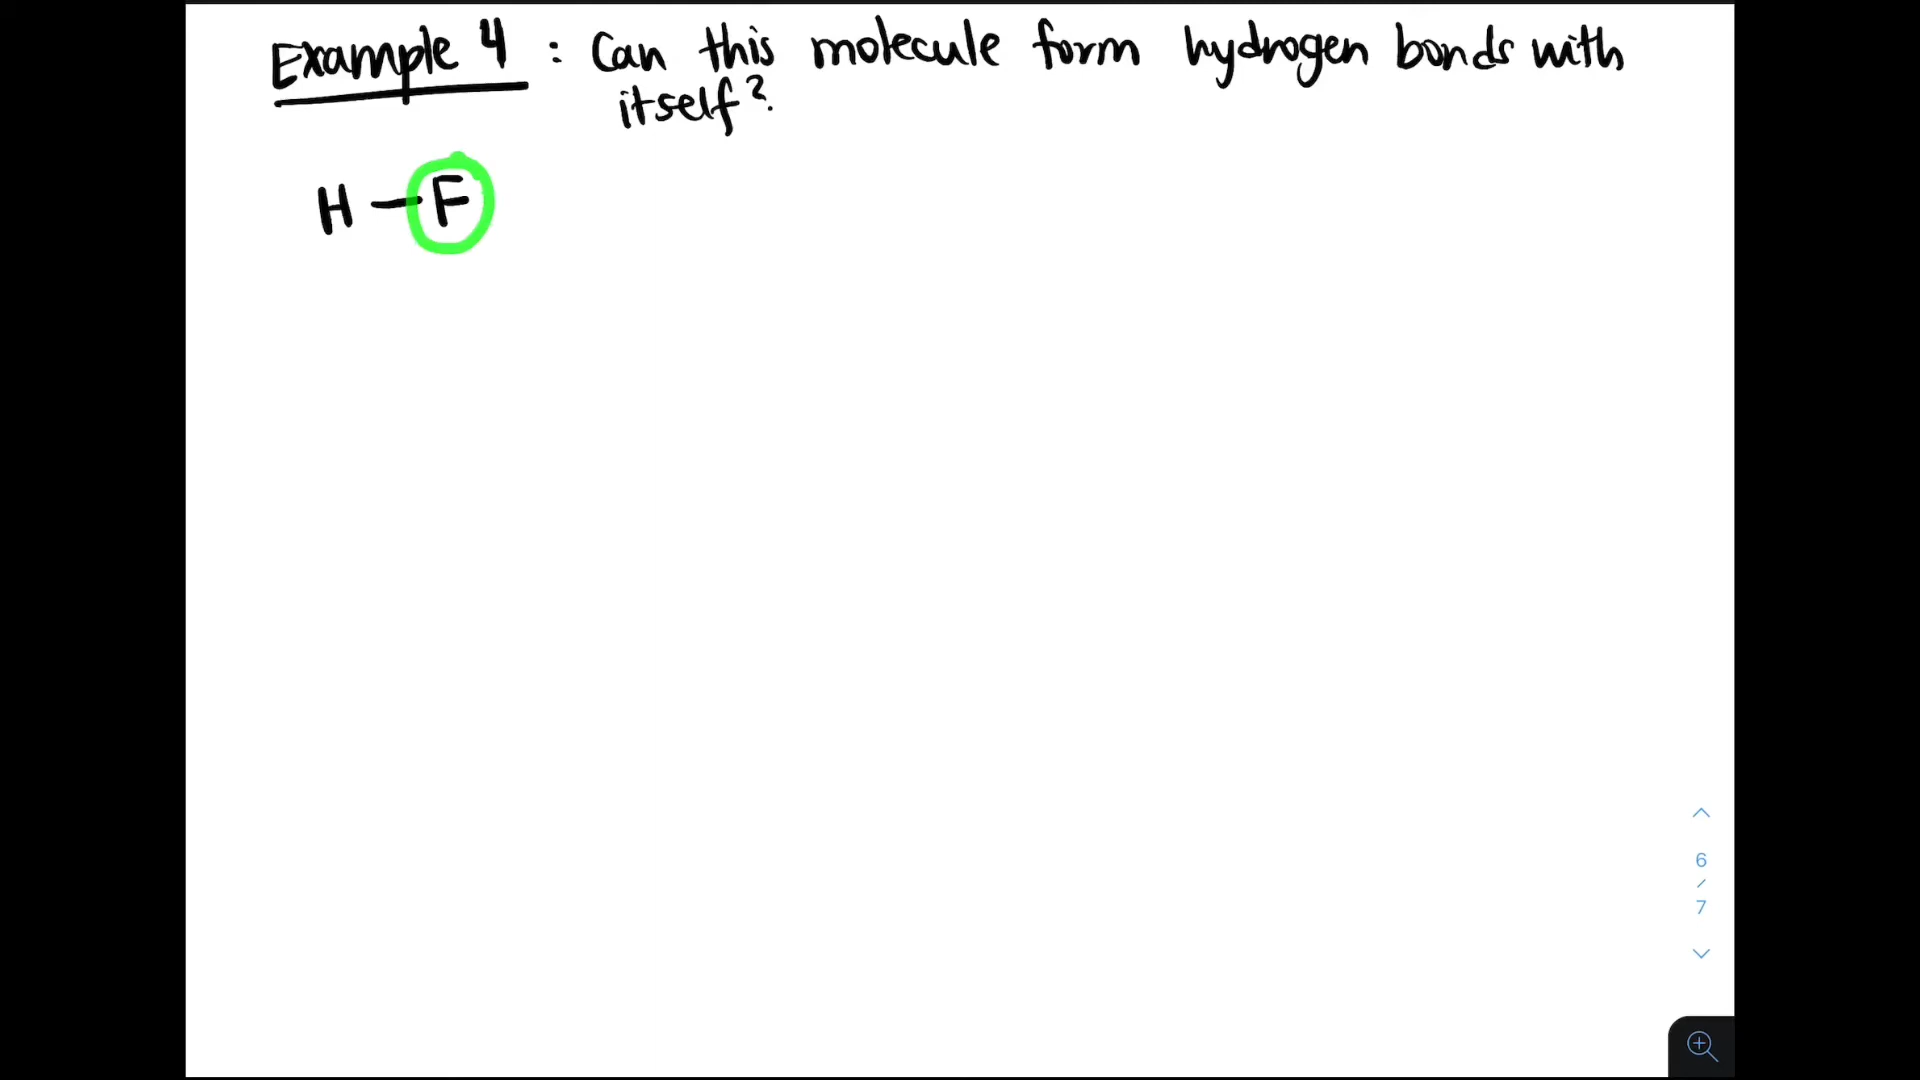 Example 4 : Can this molecule form hydrogen bonds with
itself?
H - F
6
/
7